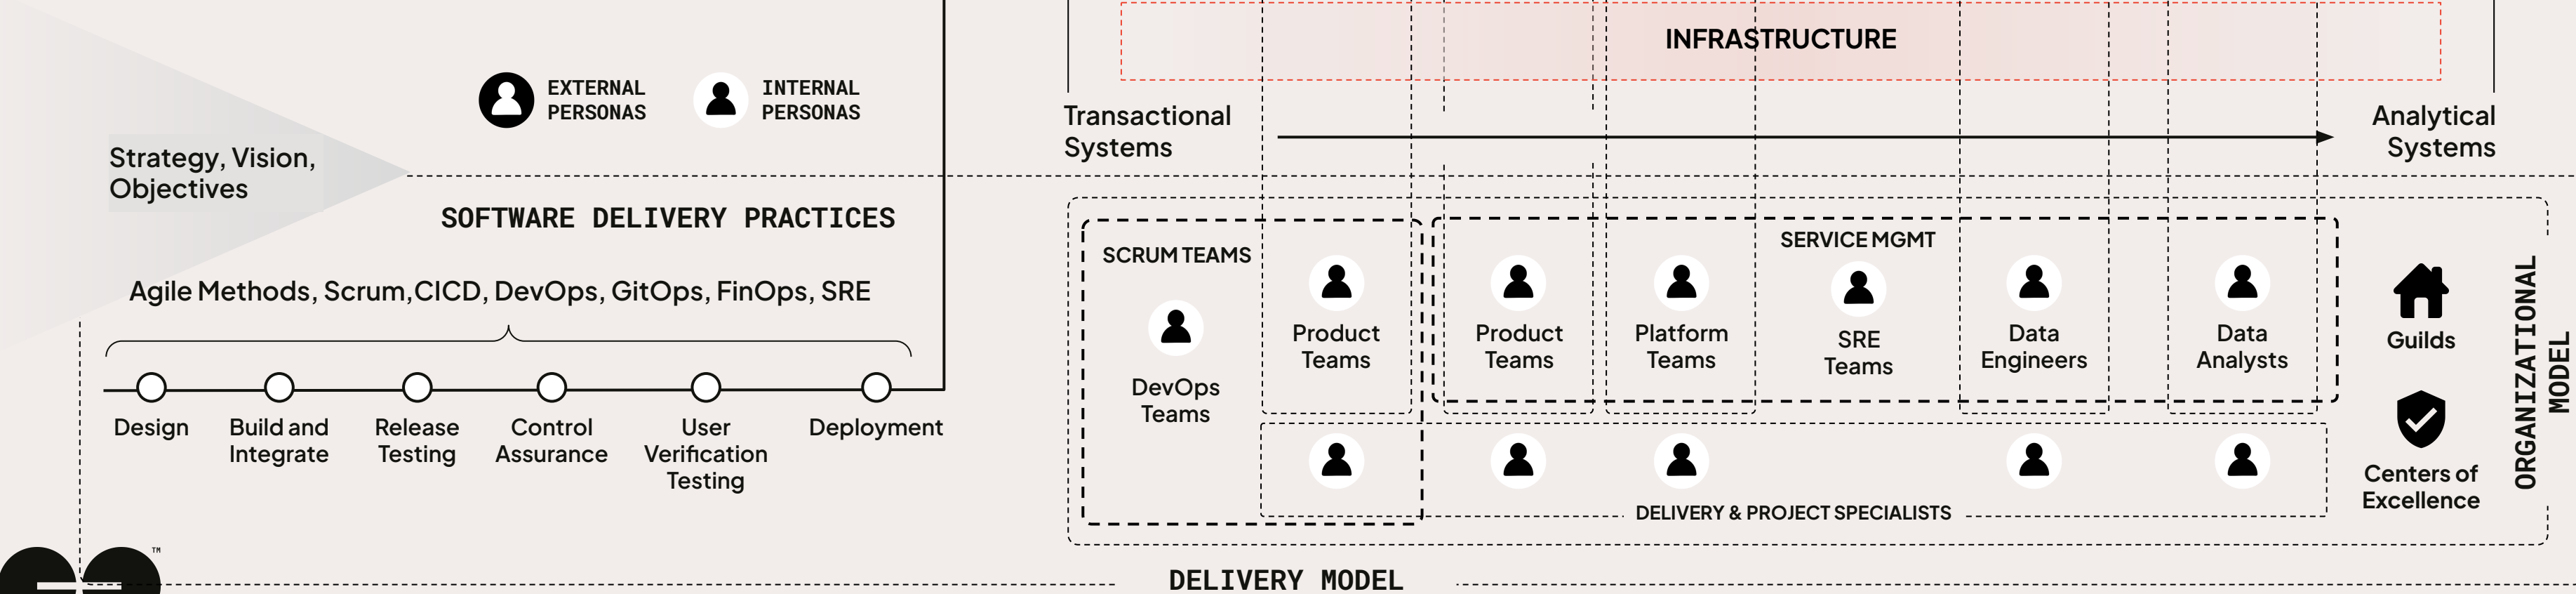 INFRASTRUCTURE
EXTERNAL
PERSONAS
INTERNAL
PERSONAS
Transactional
Systems
Analytical
Systems
Strategy, Vision,
Objectives
SOFTWARE DELIVERY PRACTICES
Agile Methods, Scrum,CICD, DevOps, GitOps, FinOps, SRE
Design
Build and
Integrate
Release
Testing
Control
Assurance
User
Verification
Testing
Deployment
SCRUM TEAMS
DevOps
Teams
Product
Teams
SERVICE MGMT
Product
Teams
Platform
Teams
SRE
Teams
Data
Engineers
Data
Analysts
DELIVERY & PROJECT SPECIALISTS
Guilds
Centers of
Excellence
ORGANIZATIONAL
MODEL
DELIVERY MODEL
™